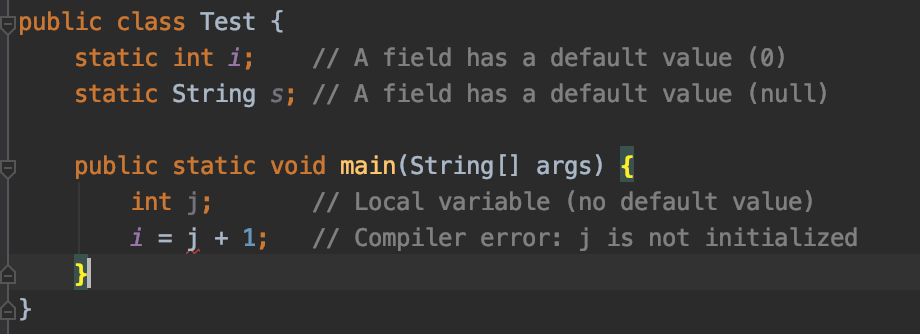 public class Test {
    static int i;    // A field has a default value (0)
    static String s; // A field has a default value (null)

    public static void main(String[] args) {
        int j;       // Local variable (no default value)
        i = j + 1;   // Compiler error: j is not initialized
    }
}